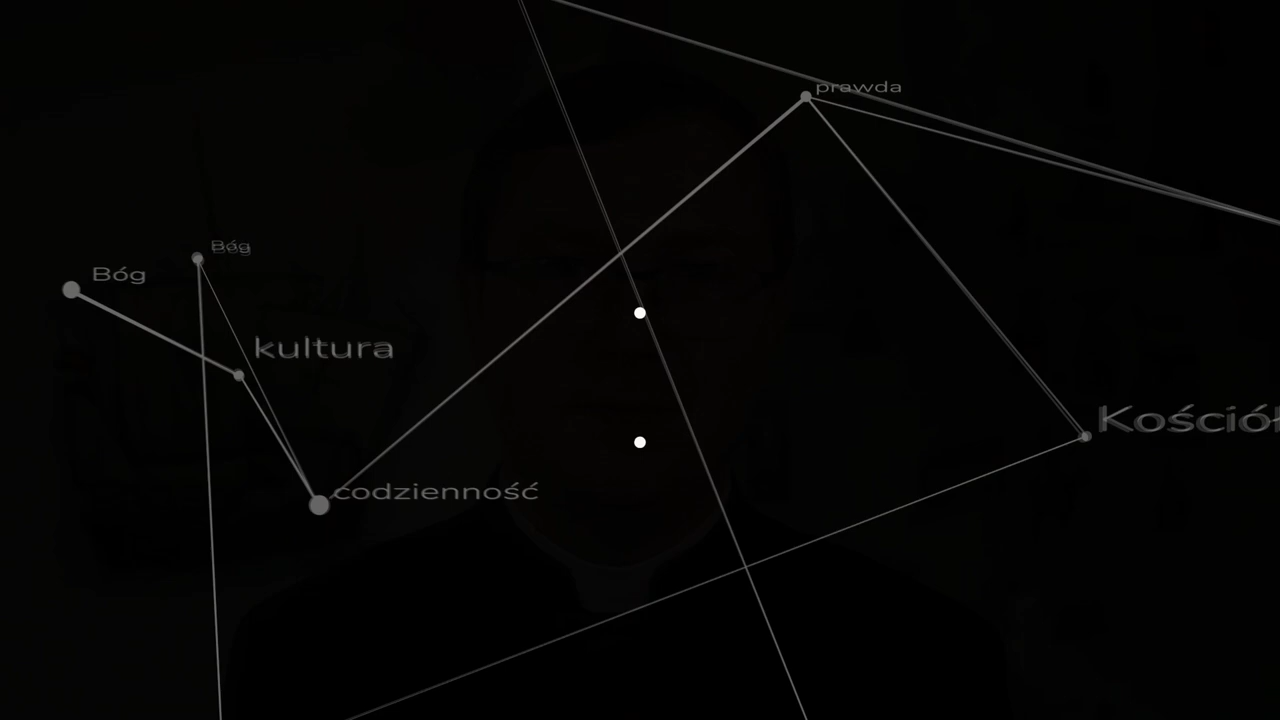 prawda
Bóg
Bóg
kultura
Kościół
codzienność